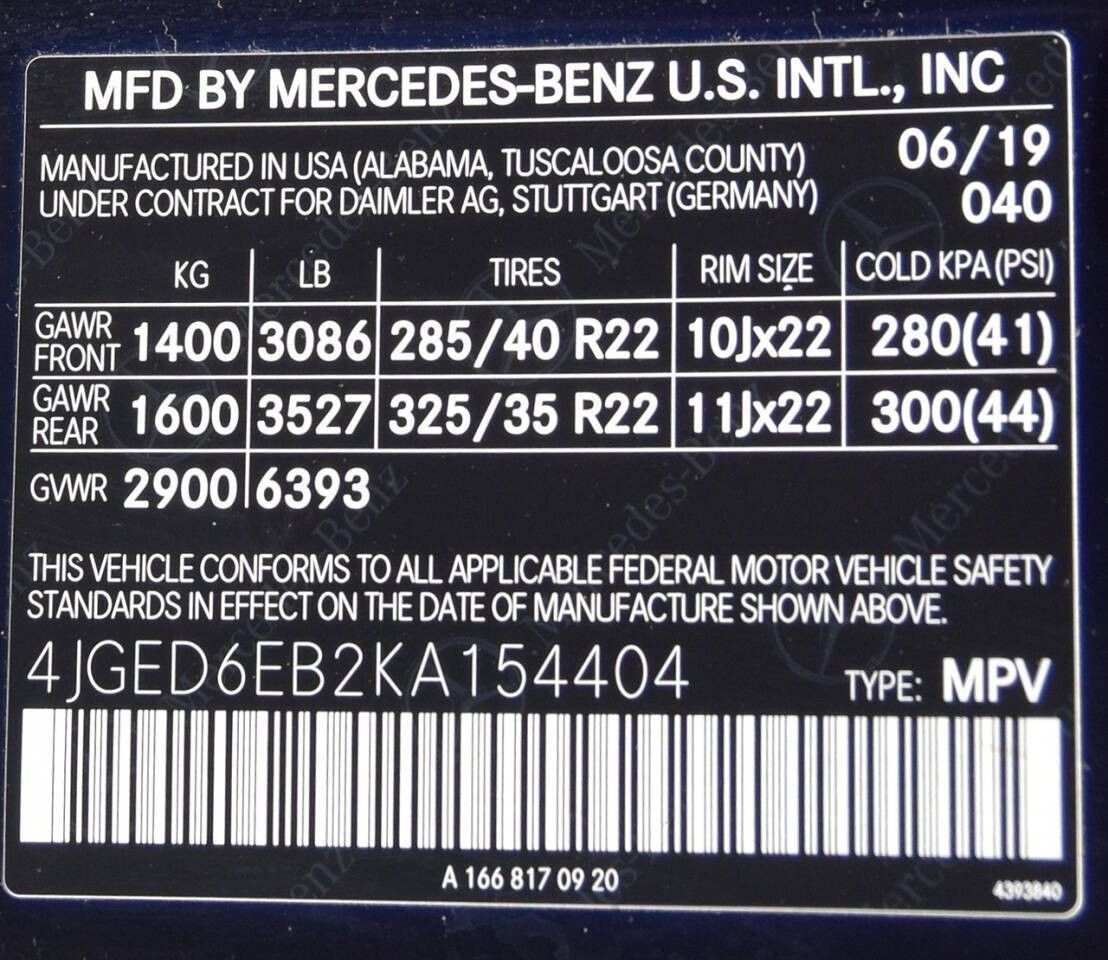 MFD BY MERCEDES-BENZ U.S. INTL., INC
MANUFACTURED IN USA (ALABAMA, TUSCALOOSA COUNTY) 06/19
UNDER CONTRACT FOR DAIMLER AG, STUTTGART (GERMANY) 040
KG LB TIRES RIM SIZE COLD KPA (PSI)
GAWR FRONT 1400 3086 285/40 R22 10Jx22 280(41)
GAWR REAR 1600 3527 325/35 R22 11Jx22 300(44)
GVWR 2900 6393
THIS VEHICLE CONFORMS TO ALL APPLICABLE FEDERAL MOTOR VEHICLE SAFETY
STANDARDS IN EFFECT ON THE DATE OF MANUFACTURE SHOWN ABOVE.
4JGED6EB2KA154404 TYPE: MPV
A 166 817 09 20
4393840